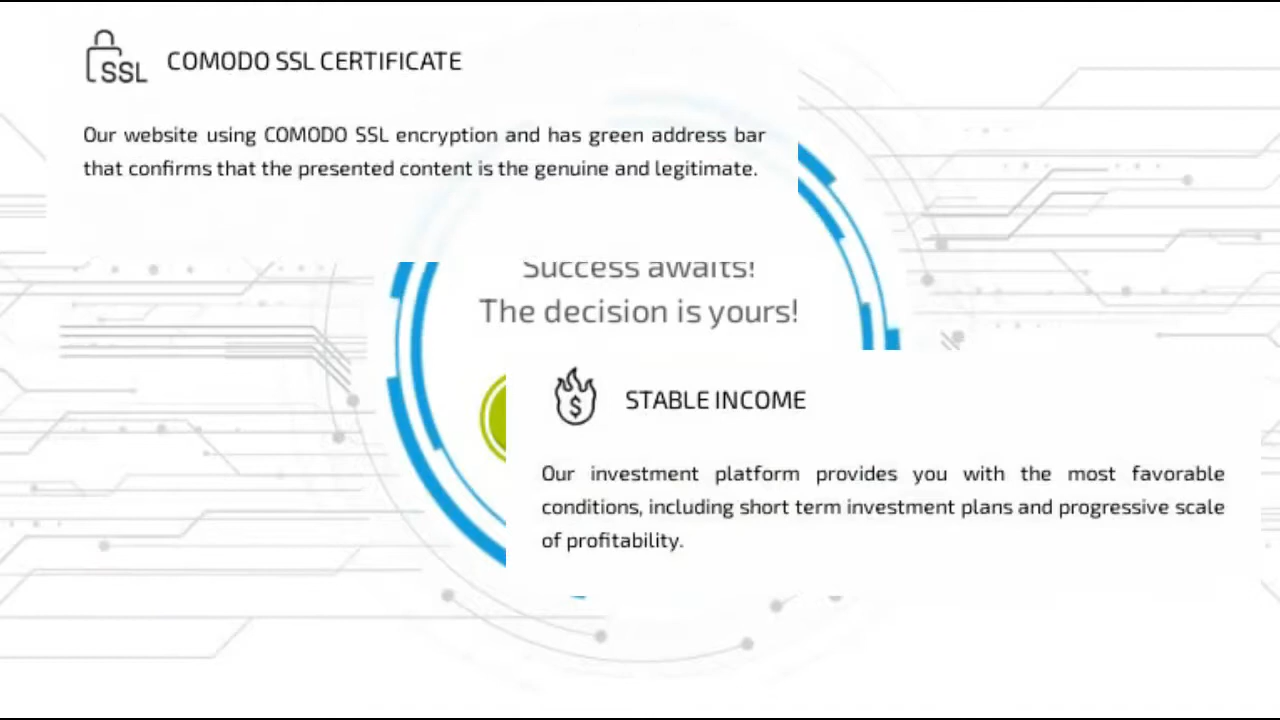 SSL
COMODO SSL CERTIFICATE
Our website using COMODO SSL encryption and has green address bar
that confirms that the presented content is the genuine and legitimate.
Success awaits!
The decision is yours!
$
STABLE INCOME
Our investment platform provides you with the most favorable
conditions, including short term investment plans and progressive scale
of profitability.